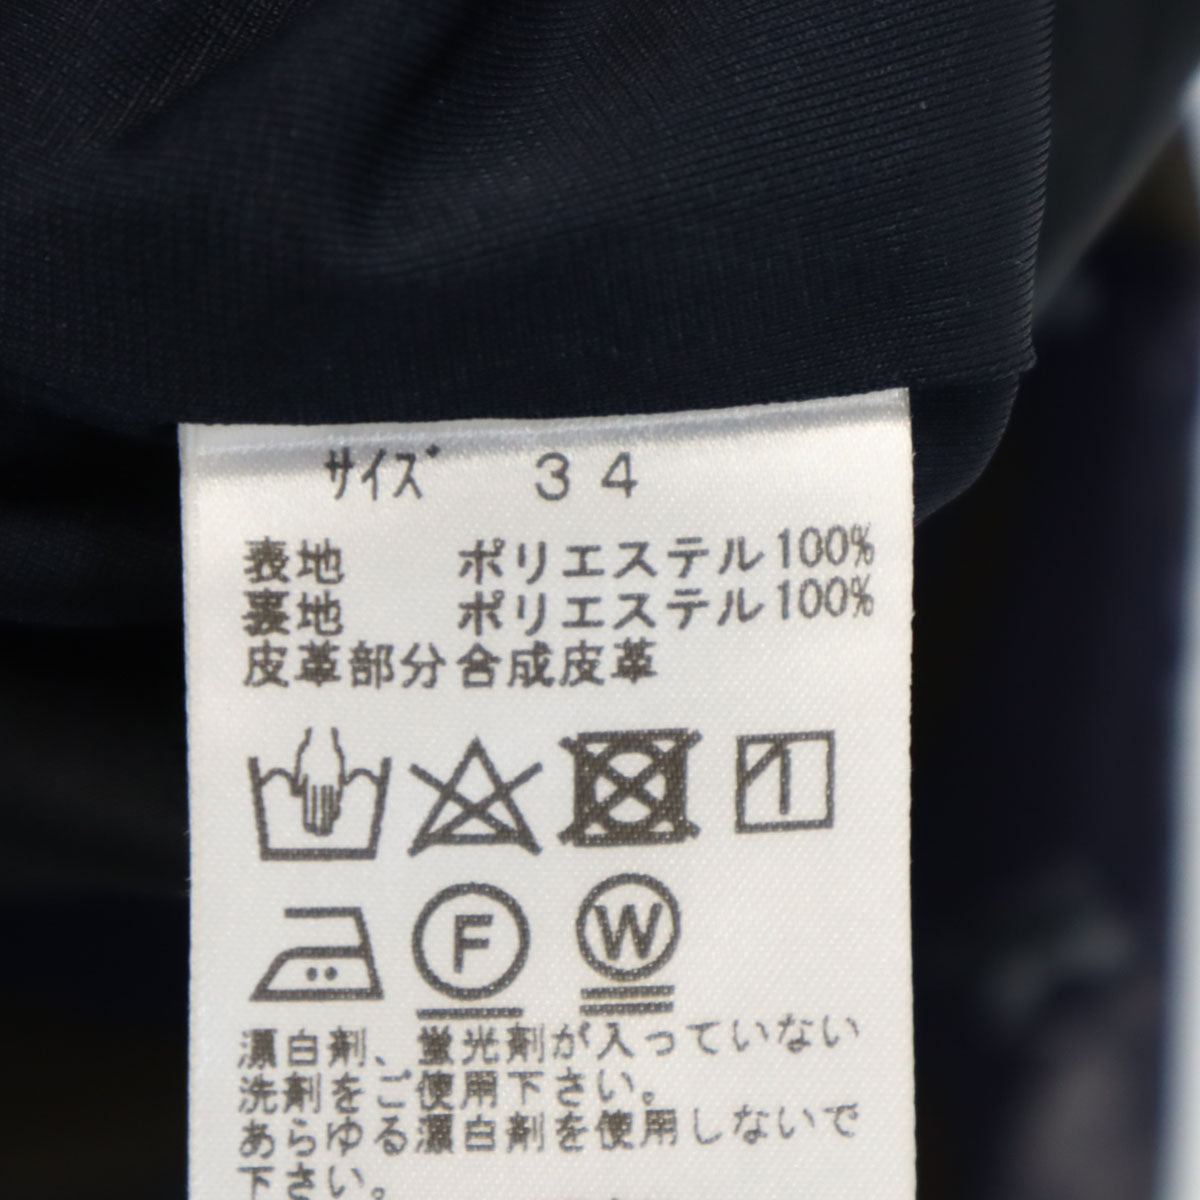 サイズ 34
表地 ポリエステル100%
裏地 ポリエステル100%
皮革部分 合成皮革
F W
漂白剤、蛍光剤が入っていない
洗剤をご使用下さい。
あらゆる漂白剤を使用しないで
下さい。